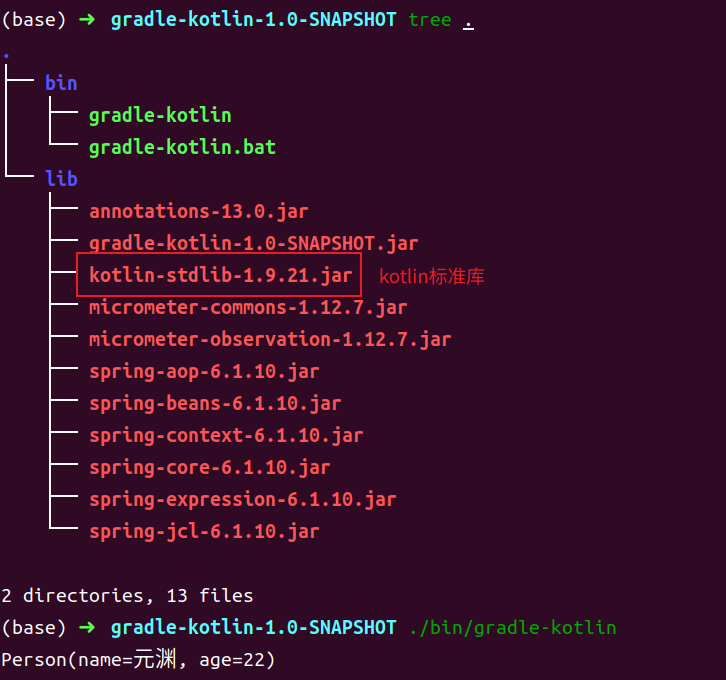 (base) ➜ gradle-kotlin-1.0-SNAPSHOT tree .
.
bin
gradle-kotlin
gradle-kotlin.bat
lib
annotations-13.0.jar
gradle-kotlin-1.0-SNAPSHOT.jar
kotlin-stdlib-1.9.21.jar kotlin标准库
micrometer-commons-1.12.7.jar
micrometer-observation-1.12.7.jar
spring-aop-6.1.10.jar
spring-beans-6.1.10.jar
spring-context-6.1.10.jar
spring-core-6.1.10.jar
spring-expression-6.1.10.jar
spring-jcl-6.1.10.jar
2 directories, 13 files
(base) ➜ gradle-kotlin-1.0-SNAPSHOT ./bin/gradle-kotlin
Person(name=元渊, age=22)